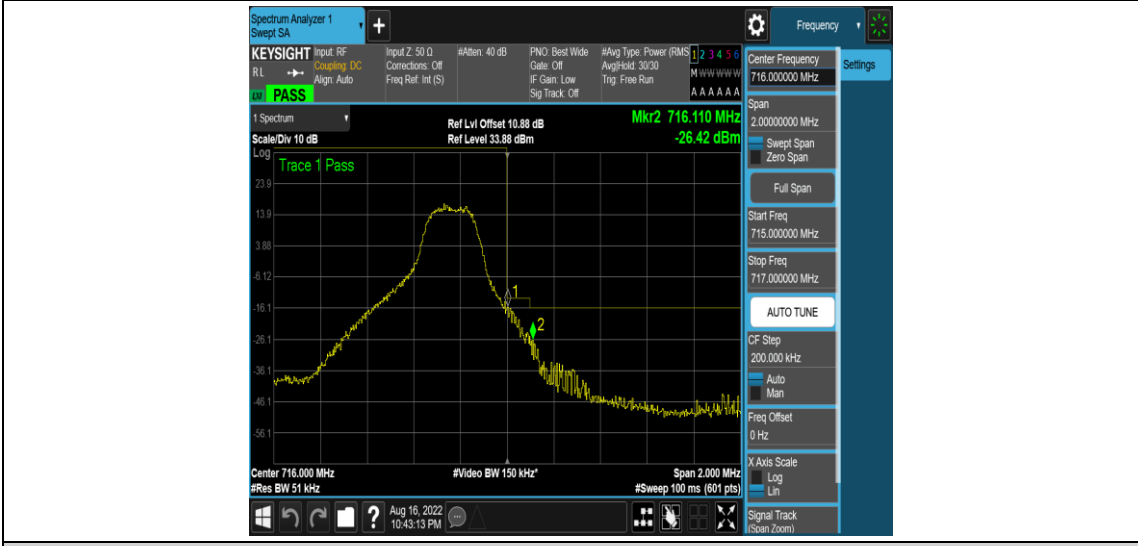 Spectrum Analyzer 1
Swept SA
Frequency
KEYSIGHT
R L
PASS
Input: RF
Coupling: DC
Align: Auto
Input Z: 50 Ω
Corrections: Off
Freq Ref: Int (S)
#Atten: 40 dB
PNO: Best Wide
Gate: Off
IF Gain: Low
Sig Track: Off
#Avg Type: Power (RMS
Avg|Hold: 30/30
Trig: Free Run
1 2 3 4 5 6
M W W W W W
A A A A A A
1 Spectrum
Scale/Div 10 dB
Ref Lvl Offset 10.88 dB
Ref Level 33.88 dBm
Mkr2 716.110 MHz
-26.42 dBm
Log
Trace 1 Pass
23.9
13.9
3.88
-6.12
-16.1
-26.1
-36.1
-46.1
-56.1
1
2
Center 716.000 MHz
#Res BW 51 kHz
#Video BW 150 kHz*
Span 2.000 MHz
#Sweep 100 ms (601 pts)
Center Frequency
716.000000 MHz
Settings
Span
2.00000000 MHz
Swept Span
Zero Span
Full Span
Start Freq
715.000000 MHz
Stop Freq
717.000000 MHz
AUTO TUNE
CF Step
200.000 kHz
Auto
Man
Freq Offset
0 Hz
X Axis Scale
Log
Lin
Signal Track
(Span Zoom)
?
Aug 16, 2022
10:43:13 PM